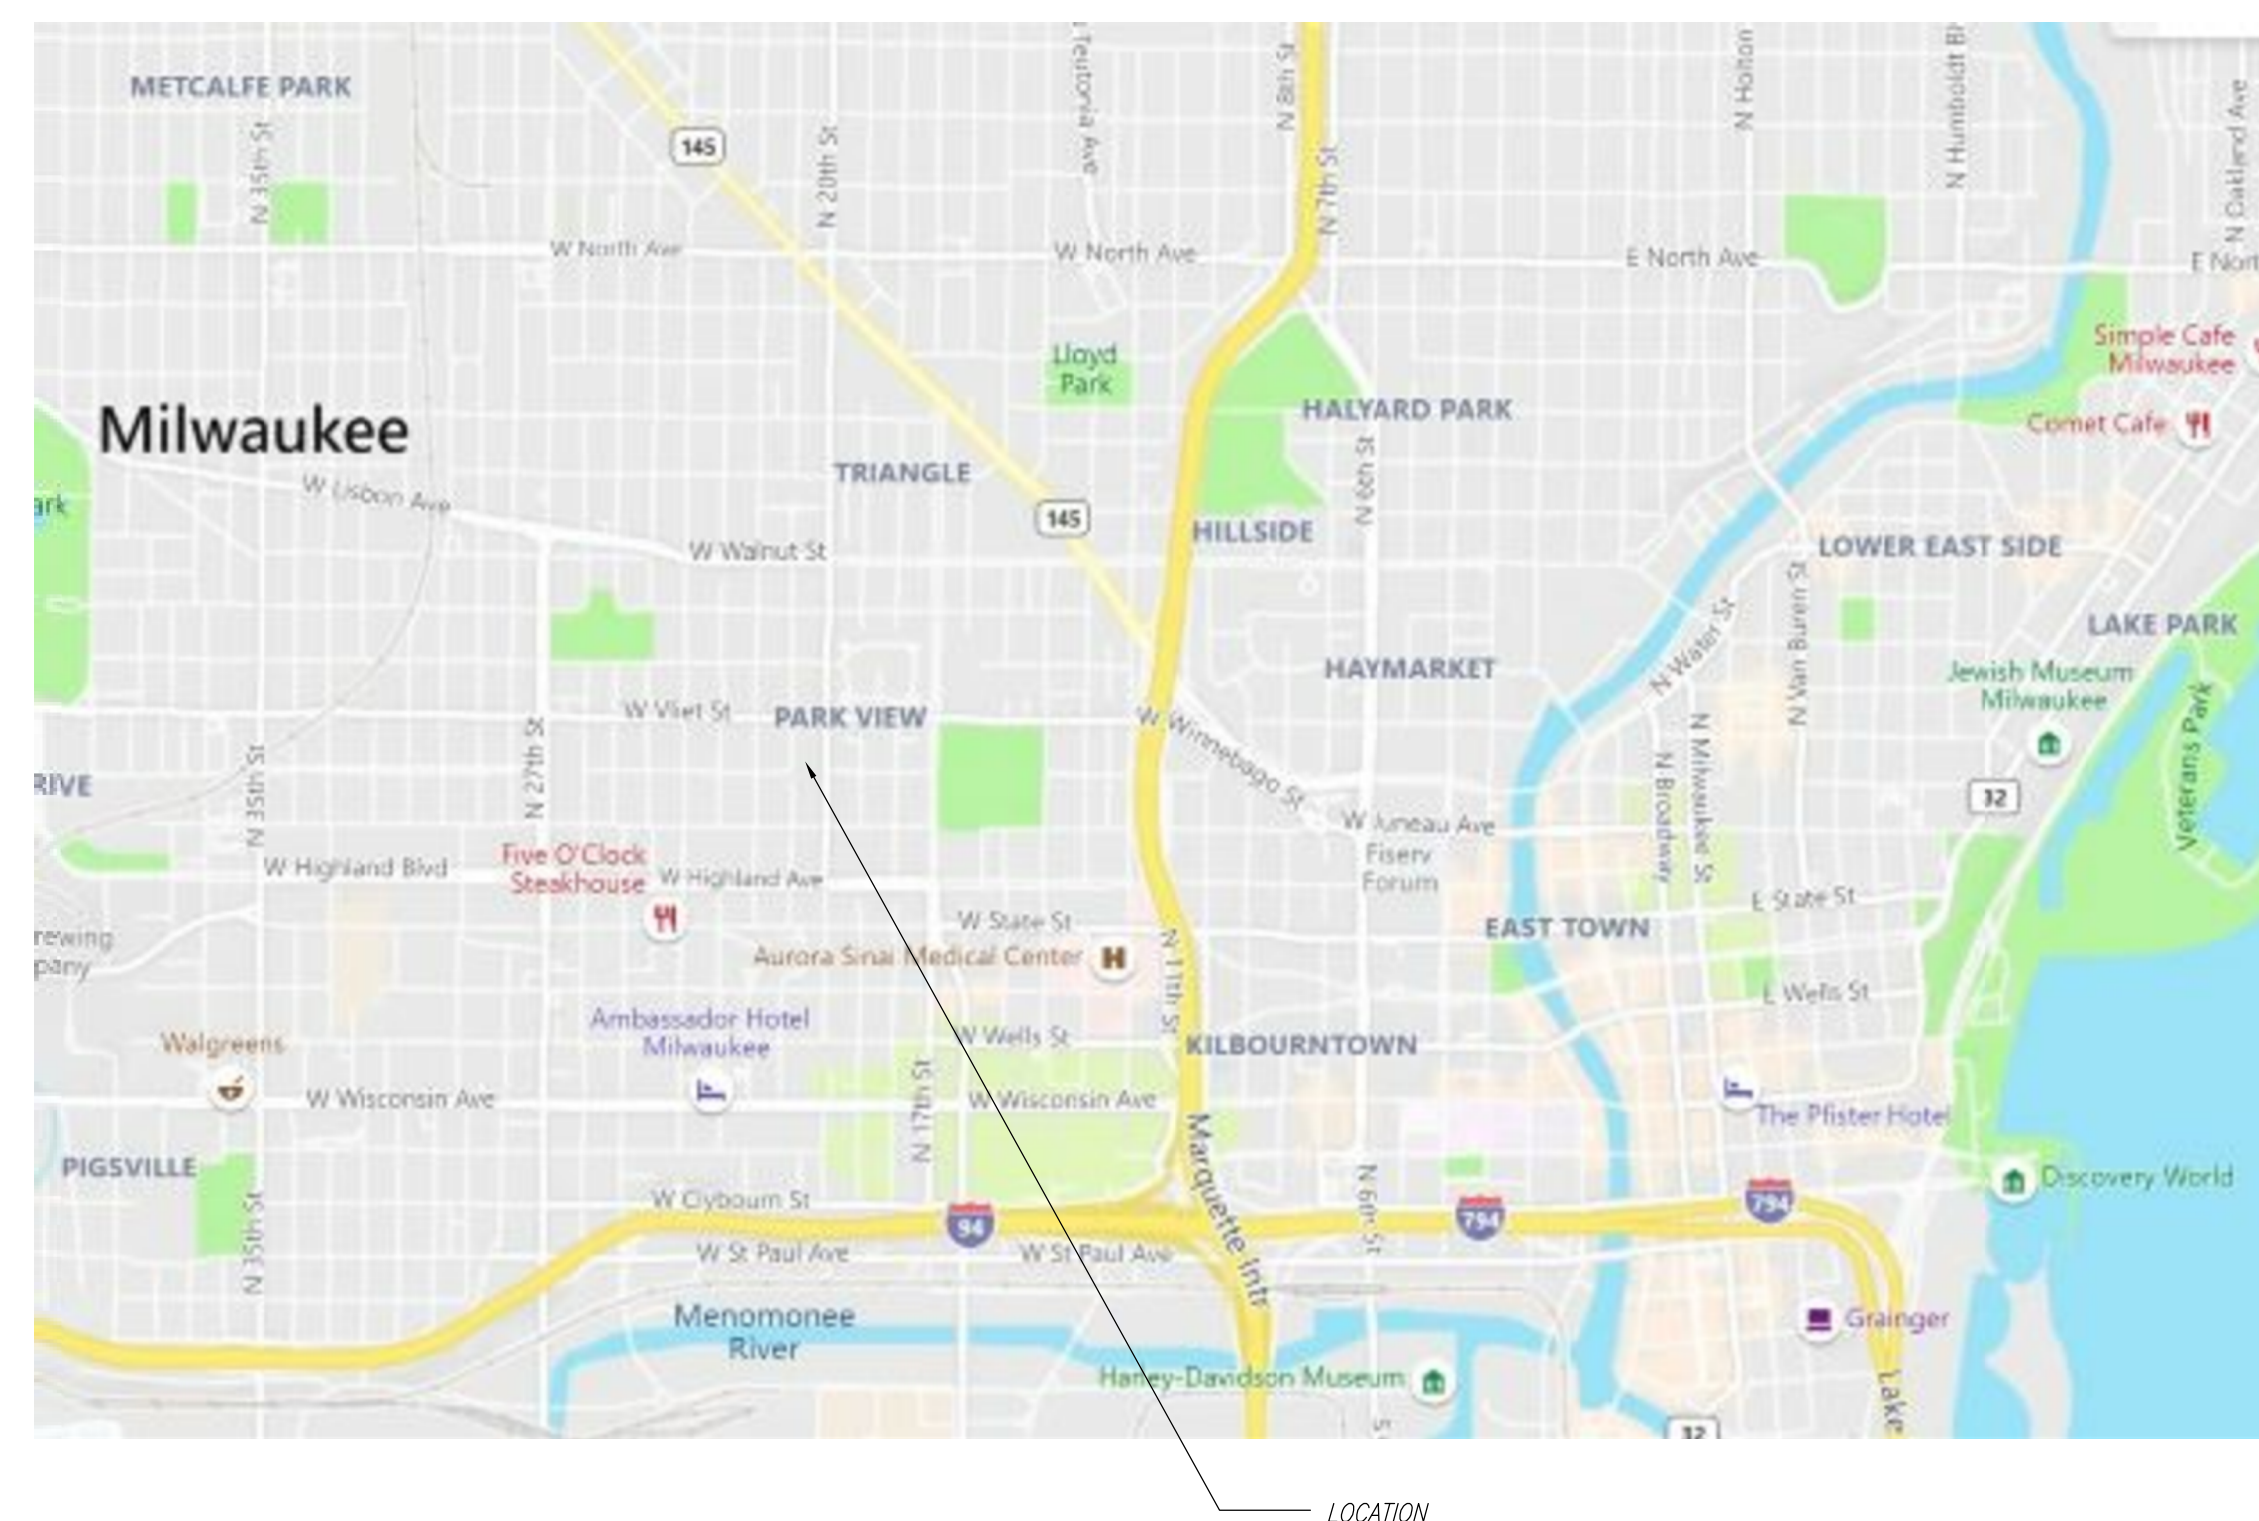 METCALFE PARK
N 35th St
145
N 20th St
Teutonia Ave
N 8th St
N 7th St
N Holton
N Humboldt Bl
N Oakland Ave
W North Ave
W North Ave
E North Ave
E Nort
Simple Cafe
Milwaukee
Lloyd
Park
HALYARD PARK
Comet Cafe
Milwaukee
TRIANGLE
W Lisbon Ave
ark
145
N 6th St
HILLSIDE
W Walnut St
LOWER EAST SIDE
N Van Buren St
N Water St
LAKE PARK
HAYMARKET
Jewish Museum
Milwaukee
Veterans Park
W Vliet St
PARK VIEW
W Winnebago St
N 27th St
N 35th St
RIVE
N Broadway
N Milwaukee St
32
W Juneau Ave
Fiserv
Forum
Five O'Clock
Steakhouse
W Highland Blvd
W Highland Ave
E State St
W State St
EAST TOWN
rewing
pany
Aurora Sinai Medical Center
H
N 11th St
E Wells St
Ambassador Hotel
Milwaukee
Walgreens
W Wells St
KILBOURNTOWN
N 17th St
W Wisconsin Ave
W Wisconsin Ave
The Pfister Hotel
PIGSVILLE
Marquette Intr
N 6th St
Discovery World
W Clybourn St
94
794
794
N 35th St
W St Paul Ave
W St Paul Ave
Menomonee
River
Grainger
Harley-Davidson Museum
Lake
32
LOCATION